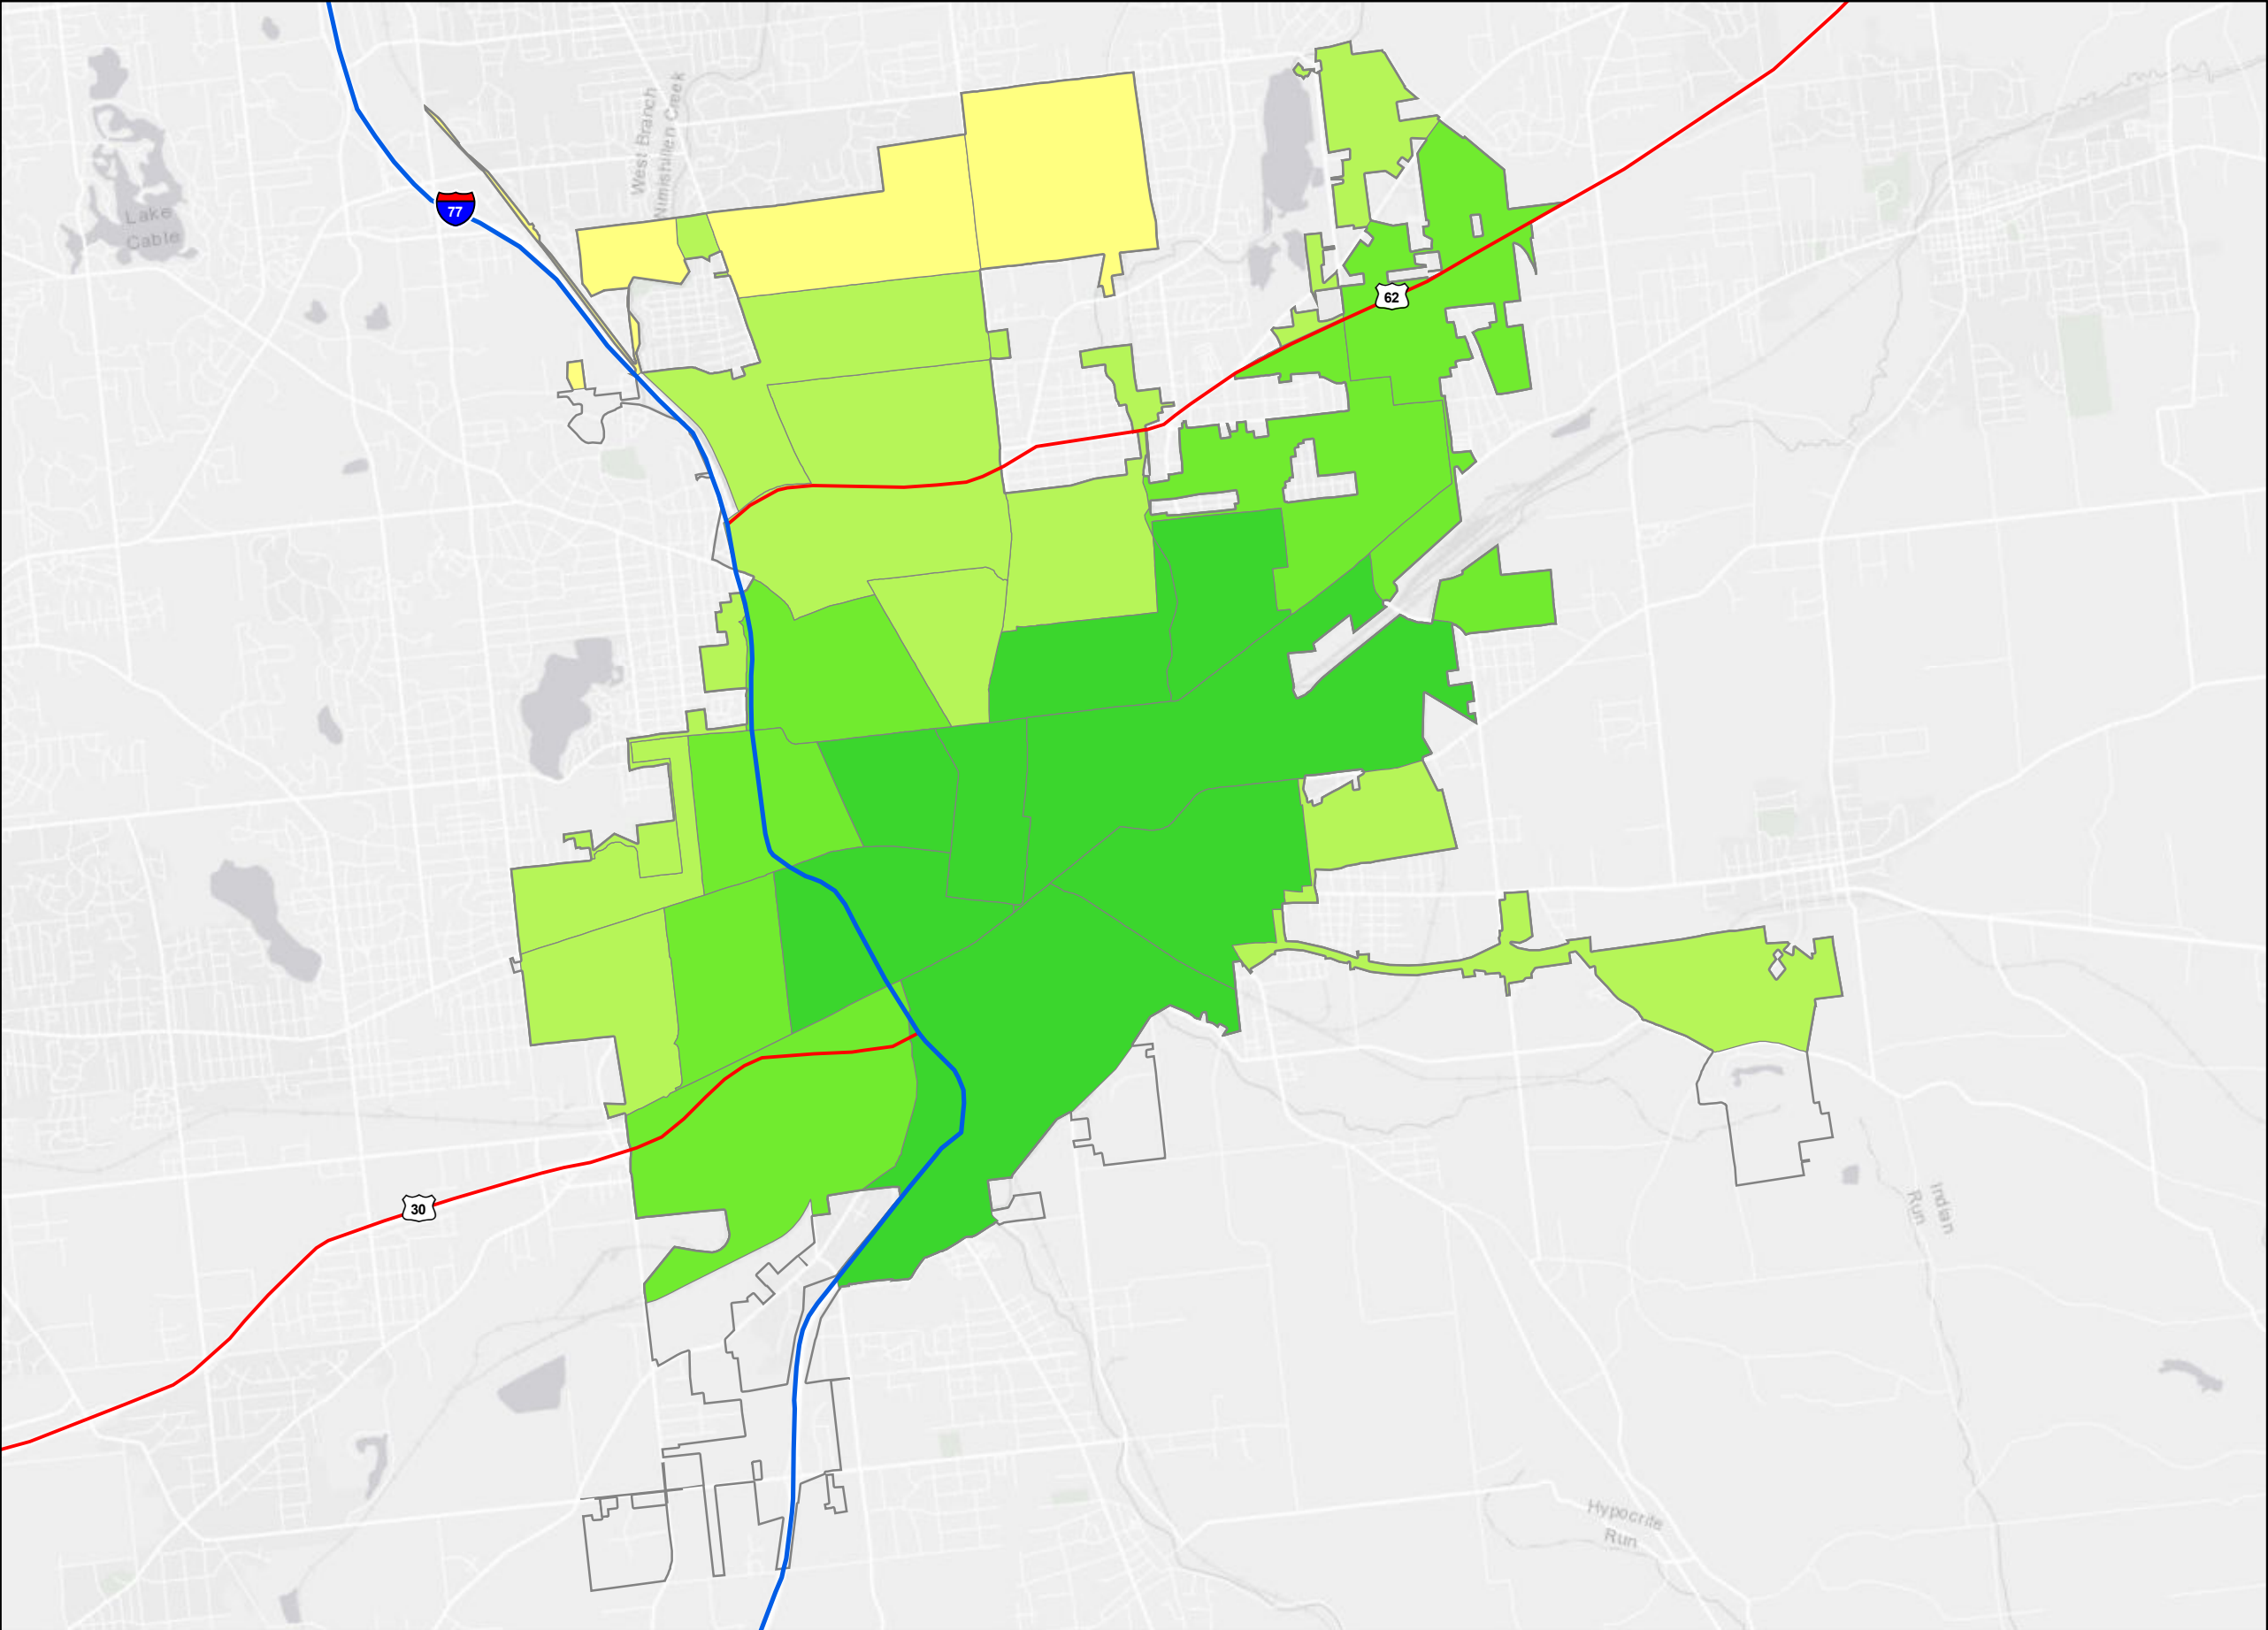 West Branch
Nimishillen Creek
Lake
Cable
77
62
30
Indian
Run
Hypocrite
Run